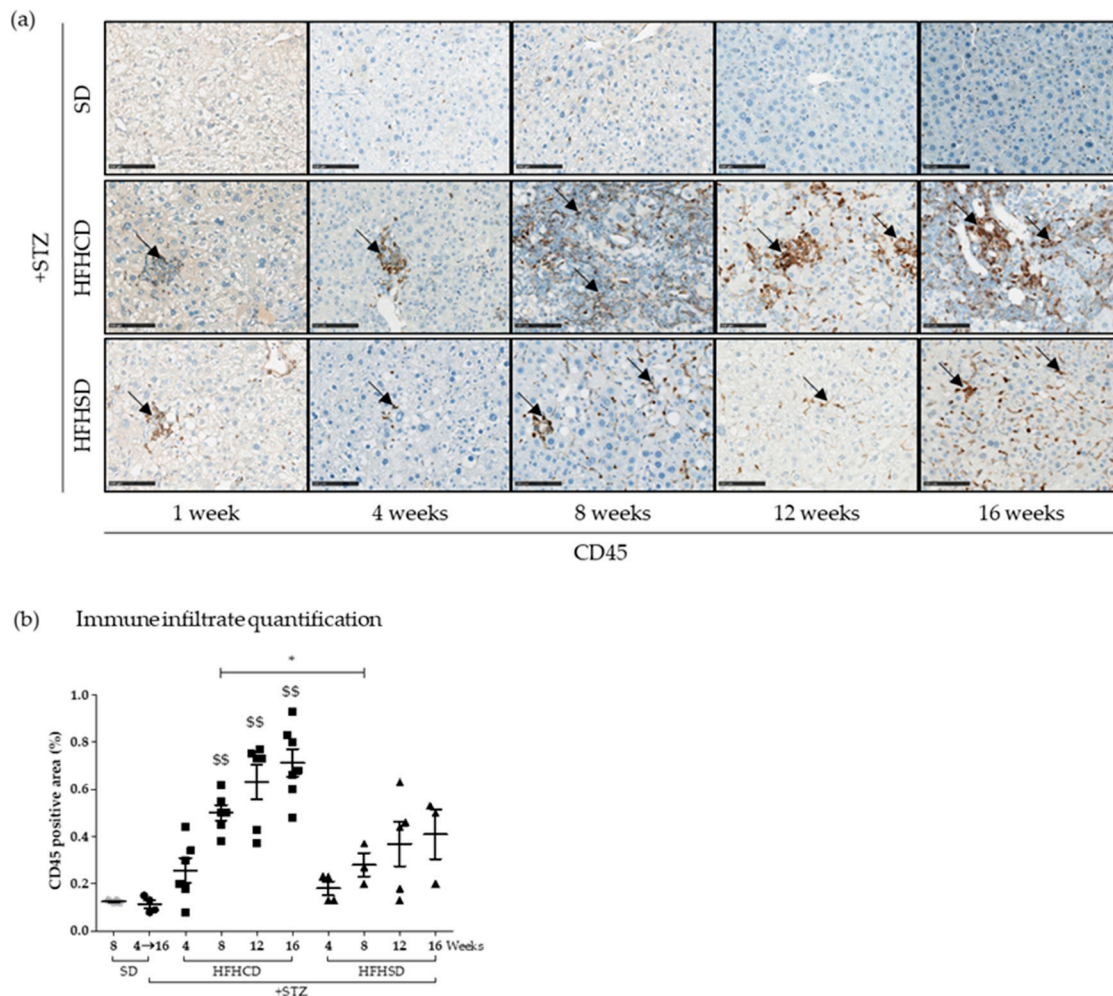 (a)
+STZ
SD
HFHCD
HFHSD
1 week 4 weeks 8 weeks 12 weeks 16 weeks
CD45
(b) Immune infiltrate quantification
*
$$
$$
$$
CD45 positive area (%)
1.0
0.8
0.6
0.4
0.2
0.0
8 4→16 4 8 12 16 4 8 12 16 Weeks
SD HFHCD HFHSD
+STZ